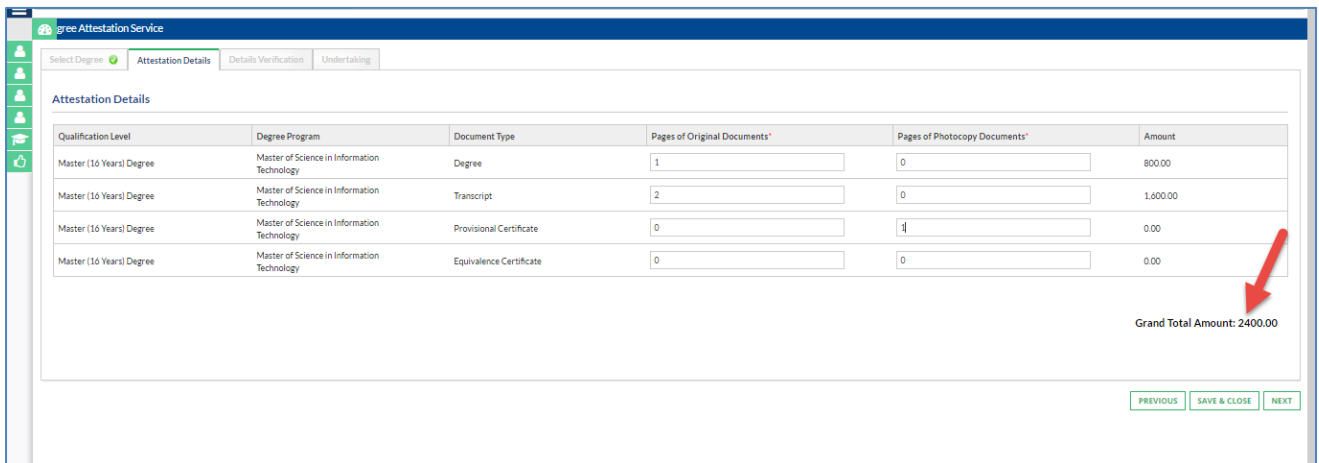 gree Attestation Service
Select Degree Attestation Details Details Verification Undertaking
Attestation Details
Qualification Level Degree Program Document Type Pages of Original Documents* Pages of Photocopy Documents* Amount
Master (16 Years) Degree Master of Science in Information Technology Degree 1 0 800.00
Master (16 Years) Degree Master of Science in Information Technology Transcript 2 0 1,600.00
Master (16 Years) Degree Master of Science in Information Technology Provisional Certificate 0 1 0.00
Master (16 Years) Degree Master of Science in Information Technology Equivalence Certificate 0 0 0.00
Grand Total Amount: 2400.00
PREVIOUS SAVE & CLOSE NEXT